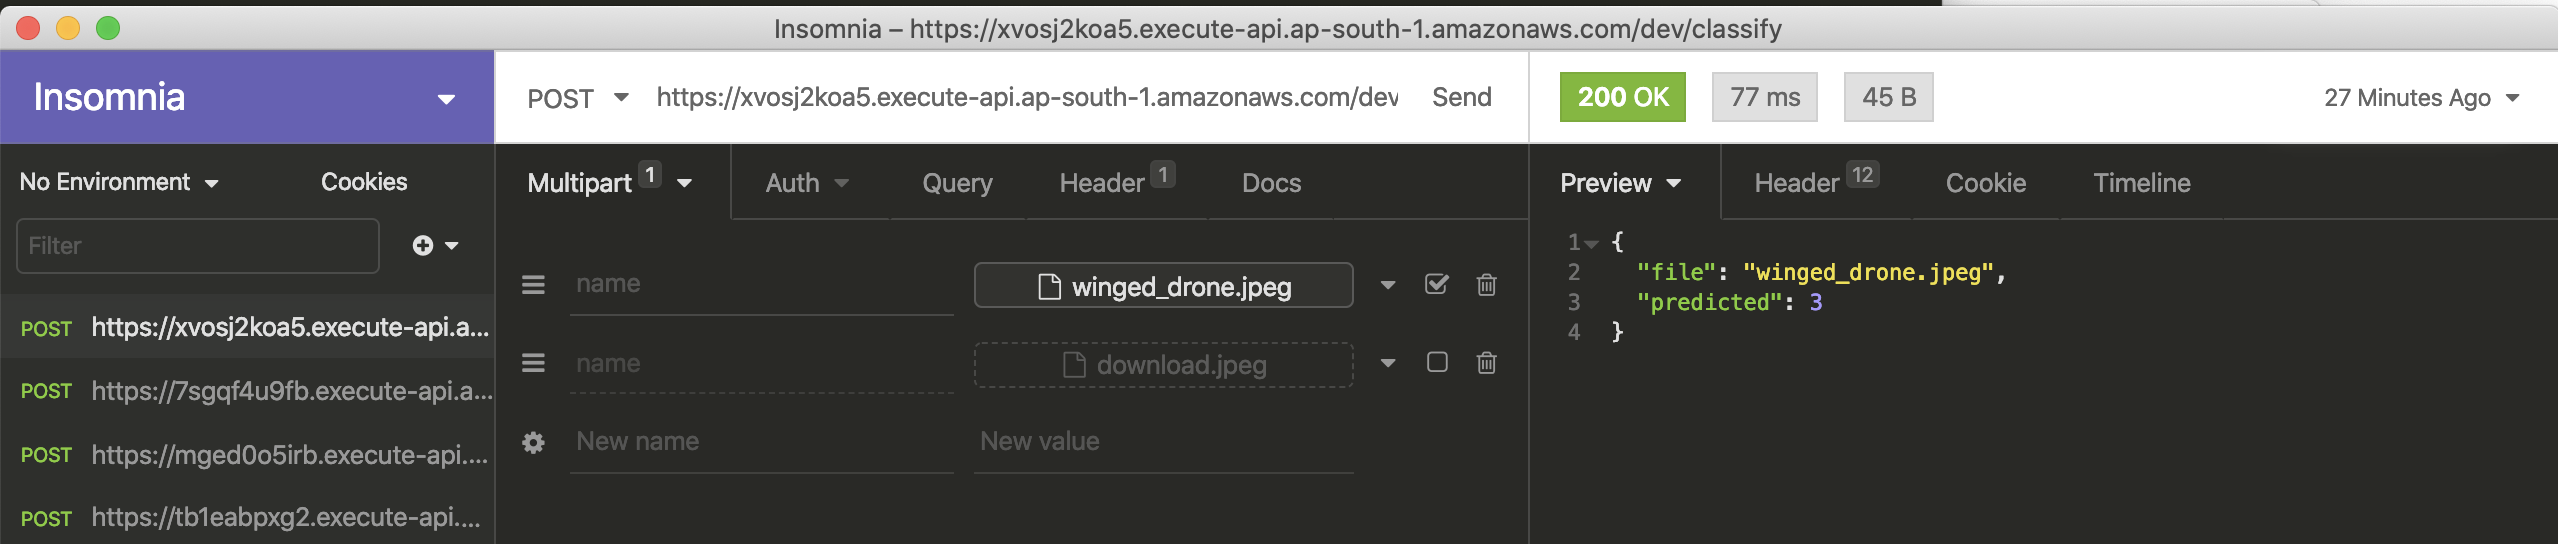 Insomnia – https://xvosj2koa5.execute-api.ap-south-1.amazonaws.com/dev/classify
Insomnia
POST https://xvosj2koa5.execute-api.ap-south-1.amazonaws.com/dev Send
200 OK 77 ms 45 B 27 Minutes Ago
No Environment Cookies
Filter
POST https://xvosj2koa5.execute-api.a...
POST https://7sgqf4u9fb.execute-api.a...
POST https://mged0o5irb.execute-api....
POST https://tb1eabpxg2.execute-api....
Multipart 1 Auth Query Header 1 Docs
name winged_drone.jpeg
name download.jpeg
New name New value
Preview Header 12 Cookie Timeline
1 {
2 "file": "winged_drone.jpeg",
3 "predicted": 3
4 }